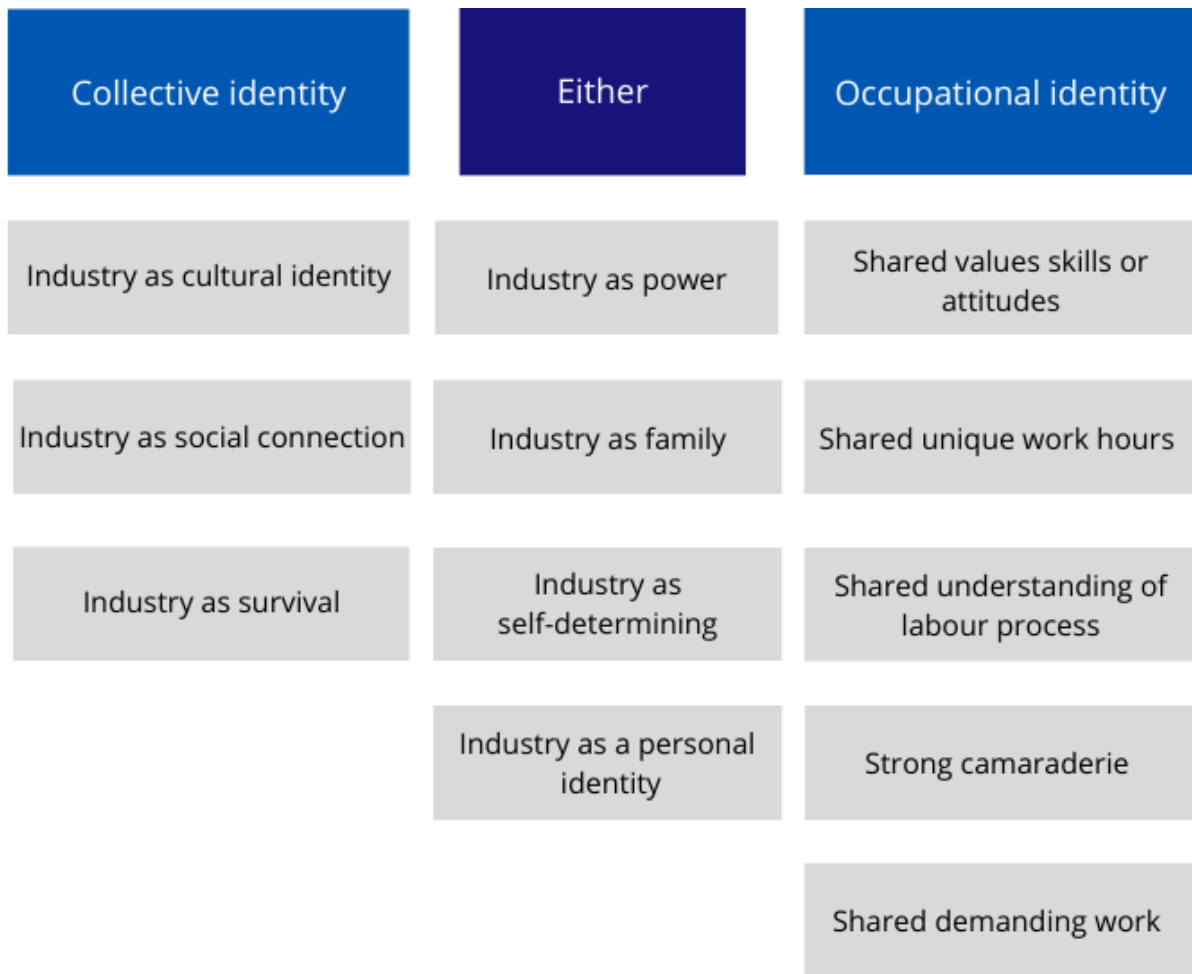 Collective identity
Either
Occupational identity
Industry as cultural identity
Industry as power
Shared values skills or
attitudes
Industry as social connection
Industry as family
Shared unique work hours
Industry as survival
Industry as
self-determining
Shared understanding of
labour process
Industry as a personal
identity
Strong camaraderie
Shared demanding work